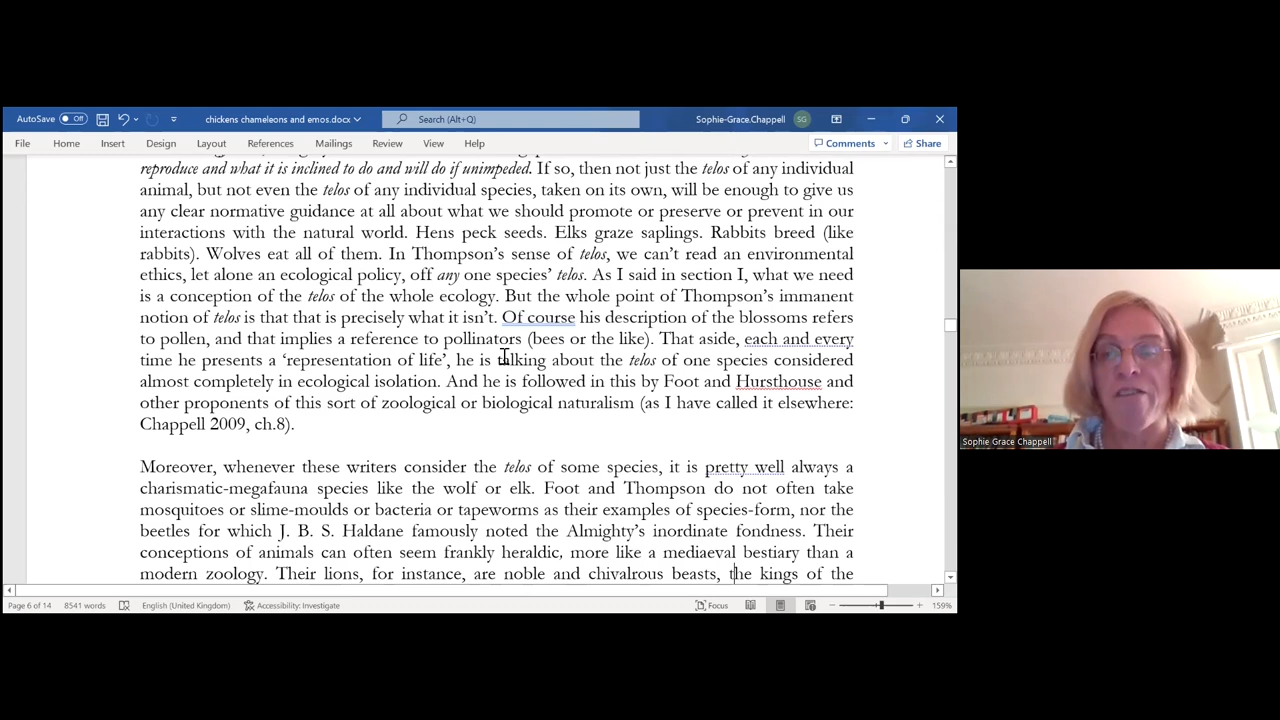 AutoSave Off chickens chameleons and emos.docx Search (Alt+Q) Sophie-Grace.Chappell SG
File Home Insert Design Layout References Mailings Review View Help Comments Share
reproduce and what it is inclined to do and will do if unimpeded. If so, then not just the telos of any individual
animal, but not even the telos of any individual species, taken on its own, will be enough to give us
any clear normative guidance at all about what we should promote or preserve or prevent in our
interactions with the natural world. Hens peck seeds. Elks graze saplings. Rabbits breed (like
rabbits). Wolves eat all of them. In Thompson’s sense of telos, we can’t read an environmental
ethics, let alone an ecological policy, off any one species’ telos. As I said in section I, what we need
is a conception of the telos of the whole ecology. But the whole point of Thompson’s immanent
notion of telos is that that is precisely what it isn’t. Of course his description of the blossoms refers
to pollen, and that implies a reference to pollinators (bees or the like). That aside, each and every
time he presents a ‘representation of life’, he is talking about the telos of one species considered
almost completely in ecological isolation. And he is followed in this by Foot and Hursthouse and
other proponents of this sort of zoological or biological naturalism (as I have called it elsewhere:
Chappell 2009, ch.8).
Moreover, whenever these writers consider the telos of some species, it is pretty well always a
charismatic-megafauna species like the wolf or elk. Foot and Thompson do not often take
mosquitoes or slime-moulds or bacteria or tapeworms as their examples of species-form, nor the
beetles for which J. B. S. Haldane famously noted the Almighty’s inordinate fondness. Their
conceptions of animals can often seem frankly heraldic, more like a mediaeval bestiary than a
modern zoology. Their lions, for instance, are noble and chivalrous beasts, the kings of the
Page 6 of 14 8541 words English (United Kingdom) Accessibility: Investigate Focus 159%
Sophie Grace Chappell